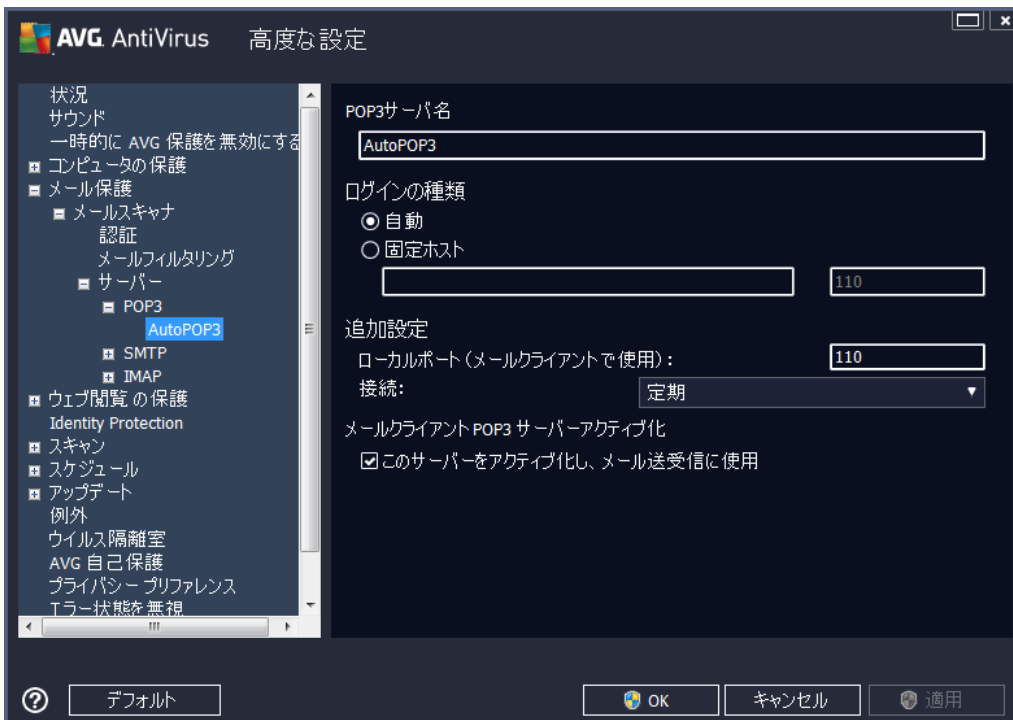 AVG AntiVirus 高度な設定
状況
サウンド
一時的に AVG 保護を無効にする
コンピュータの保護
メール保護
メールスキャナ
認証
メールフィルタリング
サーバー
POP3
AutoPOP3
SMTP
IMAP
ウェブ閲覧の保護
Identity Protection
スキャン
スケジュール
アップデート
例外
ウイルス隔離室
AVG 自己保護
プライバシー プリファレンス
エラー状態を無視
POP3サーバ名
AutoPOP3
ログインの種類
自動
固定ホスト
110
追加設定
ローカルポート(メールクライアントで使用):
110
接続:
定期
メールクライアント POP3 サーバーアクティブ化
このサーバーをアクティブ化し、メール送受信に使用
デフォルト
OK
キャンセル
適用